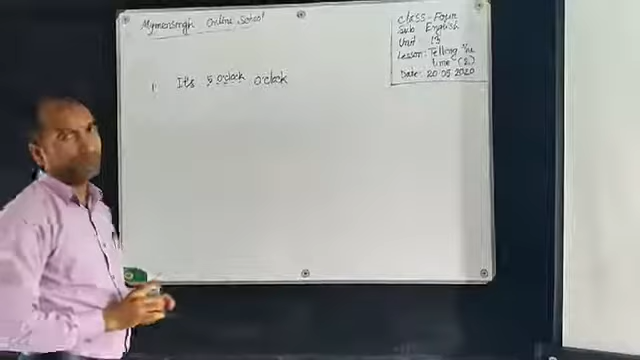 Mymensingh Online School
Class - Four
Sub English
Unit 13
Lesson: Telling the
time (2)
Date: 20 05 2020
1. It's 5 o'clock o'clock